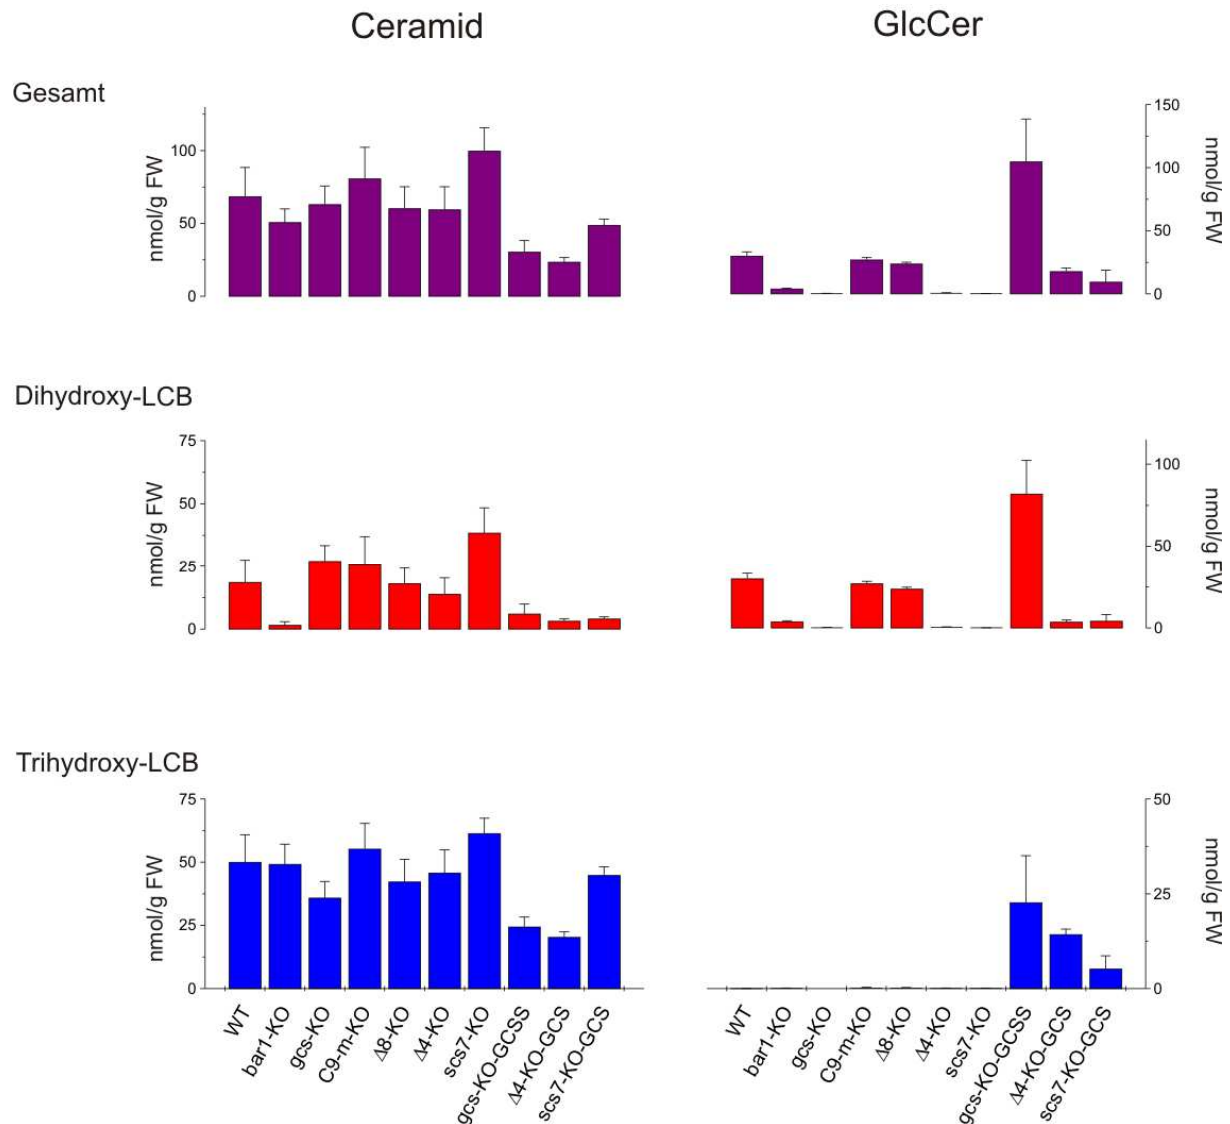 Ceramid
GlcCer
Gesamt
nmol/g FW
100
50
0
150
100
50
0
nmol/g FW
Dihydroxy-LCB
nmol/g FW
75
50
25
0
100
50
0
nmol/g FW
Trihydroxy-LCB
nmol/g FW
75
50
25
0
50
25
0
nmol/g FW
WT
bar1-KO
gcs-KO
C9-m-KO
Δ8-KO
Δ4-KO
scs7-KO
gcs-KO-GCSS
Δ4-KO-GCS
scs7-KO-GCS
WT
bar1-KO
gcs-KO
C9-m-KO
Δ8-KO
Δ4-KO
scs7-KO
gcs-KO-GCSS
Δ4-KO-GCS
scs7-KO-GCS